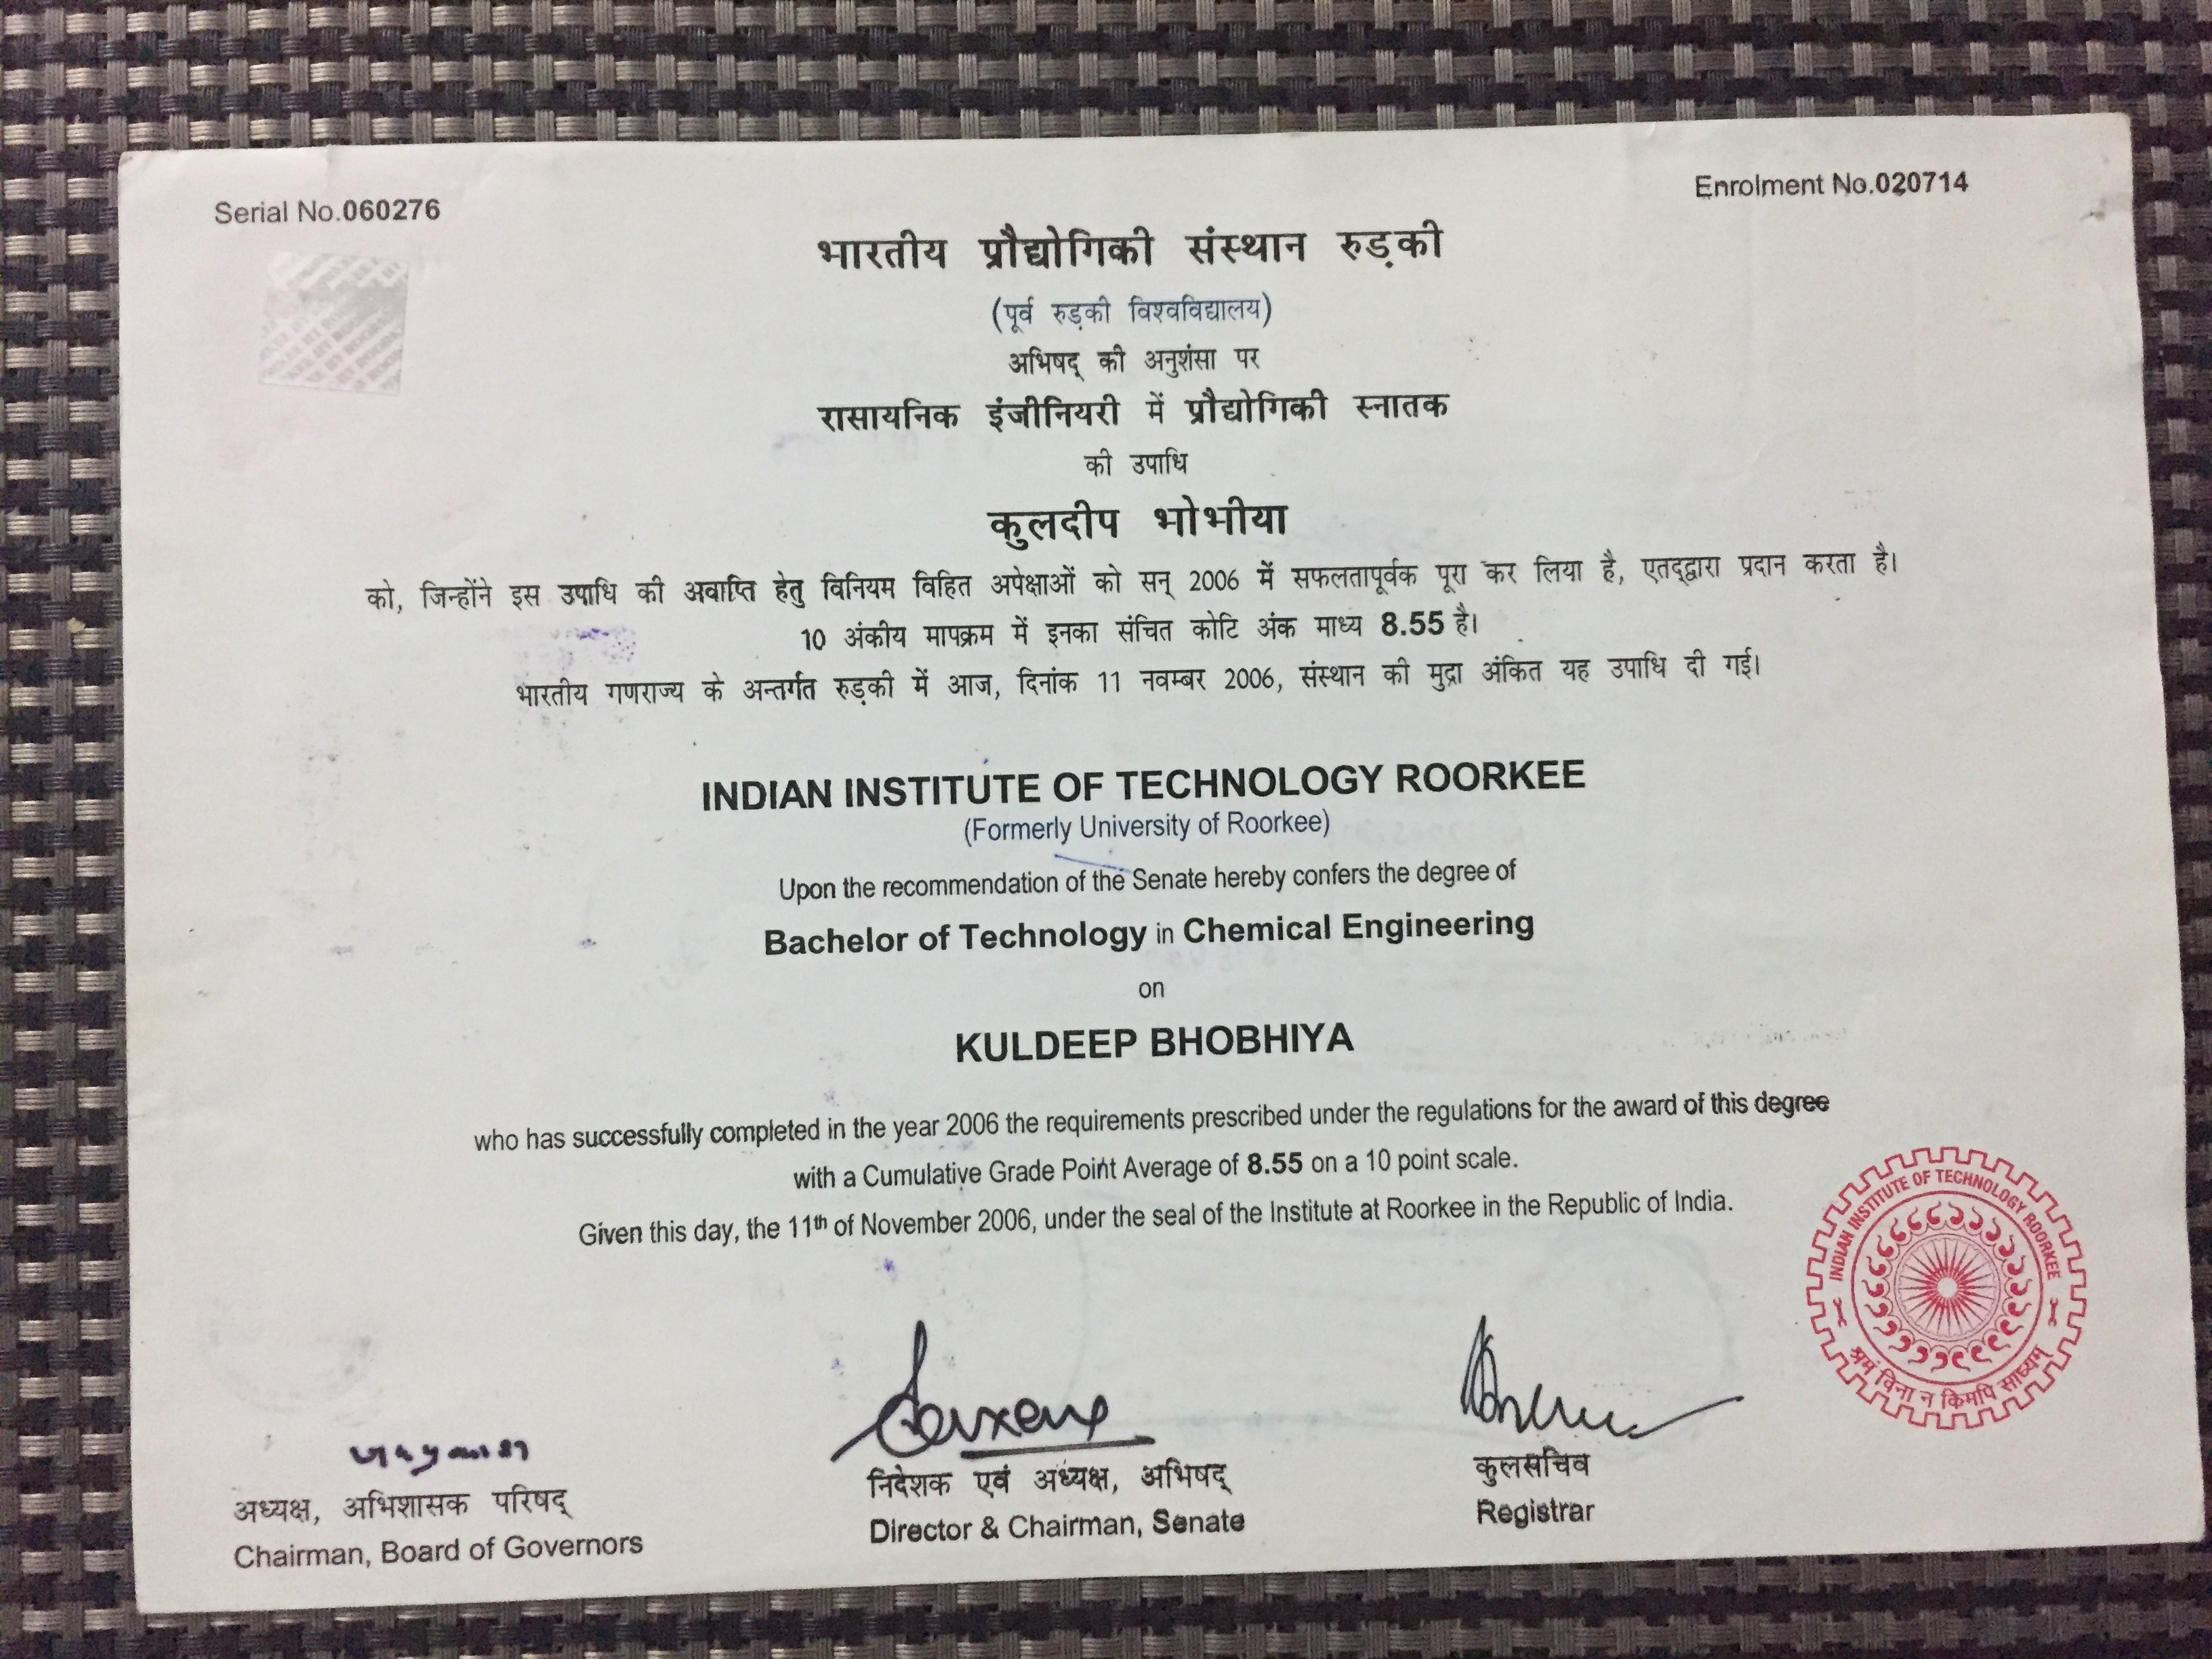 Serial No.060276
Enrolment No.020714
भारतीय प्रौद्योगिकी संस्थान रुड़की
(पूर्व रुड़की विश्वविद्यालय)
अभिषद् की अनुशंसा पर
रासायनिक इंजीनियरी में प्रौद्योगिकी स्नातक
की उपाधि
कुलदीप भोभीया
को, जिन्होंने इस उपाधि की अवाप्ति हेतु विनियम विहित अपेक्षाओं को सन् 2006 में सफलतापूर्वक पूरा कर लिया है, एतद्द्वारा प्रदान करता है।
10 अंकीय मापक्रम में इनका संचित कोटि अंक माध्य 8.55 है।
भारतीय गणराज्य के अन्तर्गत रुड़की में आज, दिनांक 11 नवम्बर 2006, संस्थान की मुद्रा अंकित यह उपाधि दी गई।
INDIAN INSTITUTE OF TECHNOLOGY ROORKEE
(Formerly University of Roorkee)
Upon the recommendation of the Senate hereby confers the degree of
Bachelor of Technology in Chemical Engineering
on
KULDEEP BHOBHIYA
who has successfully completed in the year 2006 the requirements prescribed under the regulations for the award of this degree
with a Cumulative Grade Point Average of 8.55 on a 10 point scale.
Given this day, the 11th of November 2006, under the seal of the Institute at Roorkee in the Republic of India.
INDIAN INSTITUTE OF TECHNOLOGY ROORKEE
श्रमं विना न किमपि साध्यम्
अध्यक्ष, अभिशासक परिषद्
Chairman, Board of Governors
निदेशक एवं अध्यक्ष, अभिषद्
Director & Chairman, Senate
कुलसचिव
Registrar